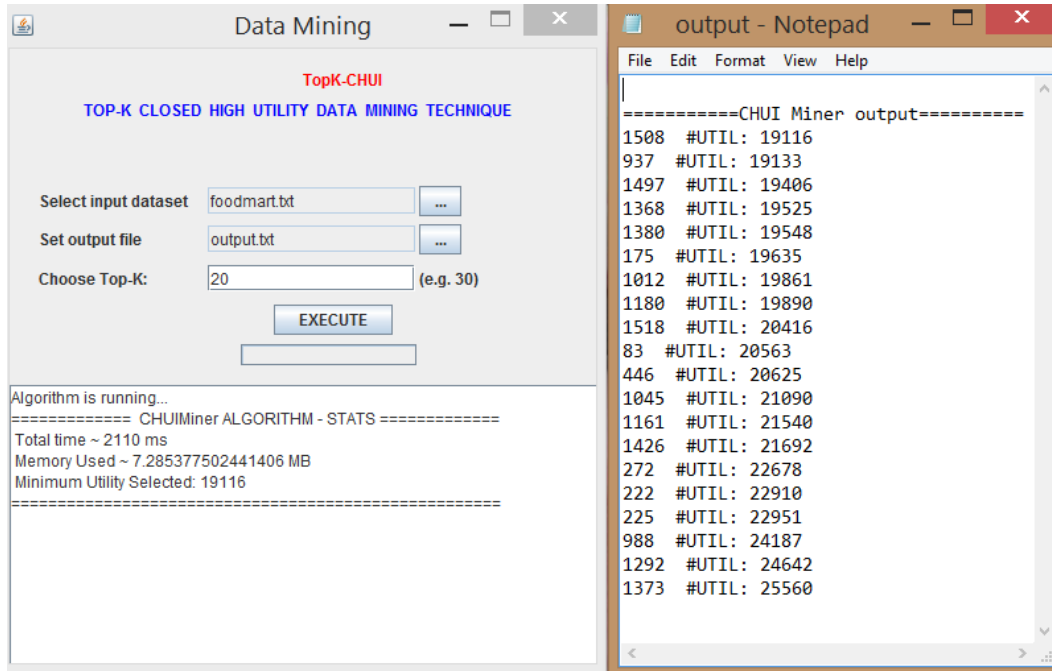 Data Mining
TopK-CHUI
TOP-K CLOSED HIGH UTILITY DATA MINING TECHNIQUE
Select input dataset foodmart.txt ...
Set output file output.txt ...
Choose Top-K: 20 (e.g. 30)
EXECUTE
Algorithm is running...
============= CHUIMiner ALGORITHM - STATS =============
Total time ~ 2110 ms
Memory Used ~ 7.285377502441406 MB
Minimum Utility Selected: 19116
=====================================================
output - Notepad
File Edit Format View Help
===========CHUI Miner output==========
1508 #UTIL: 19116
937 #UTIL: 19133
1497 #UTIL: 19406
1368 #UTIL: 19525
1380 #UTIL: 19548
175 #UTIL: 19635
1012 #UTIL: 19861
1180 #UTIL: 19890
1518 #UTIL: 20416
83 #UTIL: 20563
446 #UTIL: 20625
1045 #UTIL: 21090
1161 #UTIL: 21540
1426 #UTIL: 21692
272 #UTIL: 22678
222 #UTIL: 22910
225 #UTIL: 22951
988 #UTIL: 24187
1292 #UTIL: 24642
1373 #UTIL: 25560